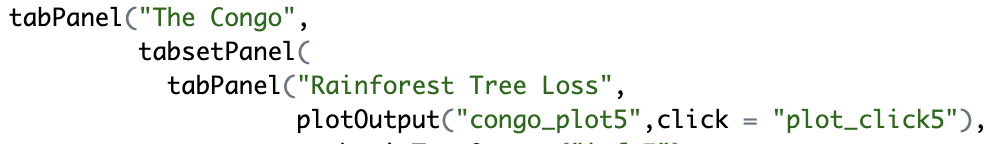 tabPanel("The Congo",
tabsetPanel(
tabPanel("Rainforest Tree Loss",
plotOutput("congo_plot5",click = "plot_click5"),